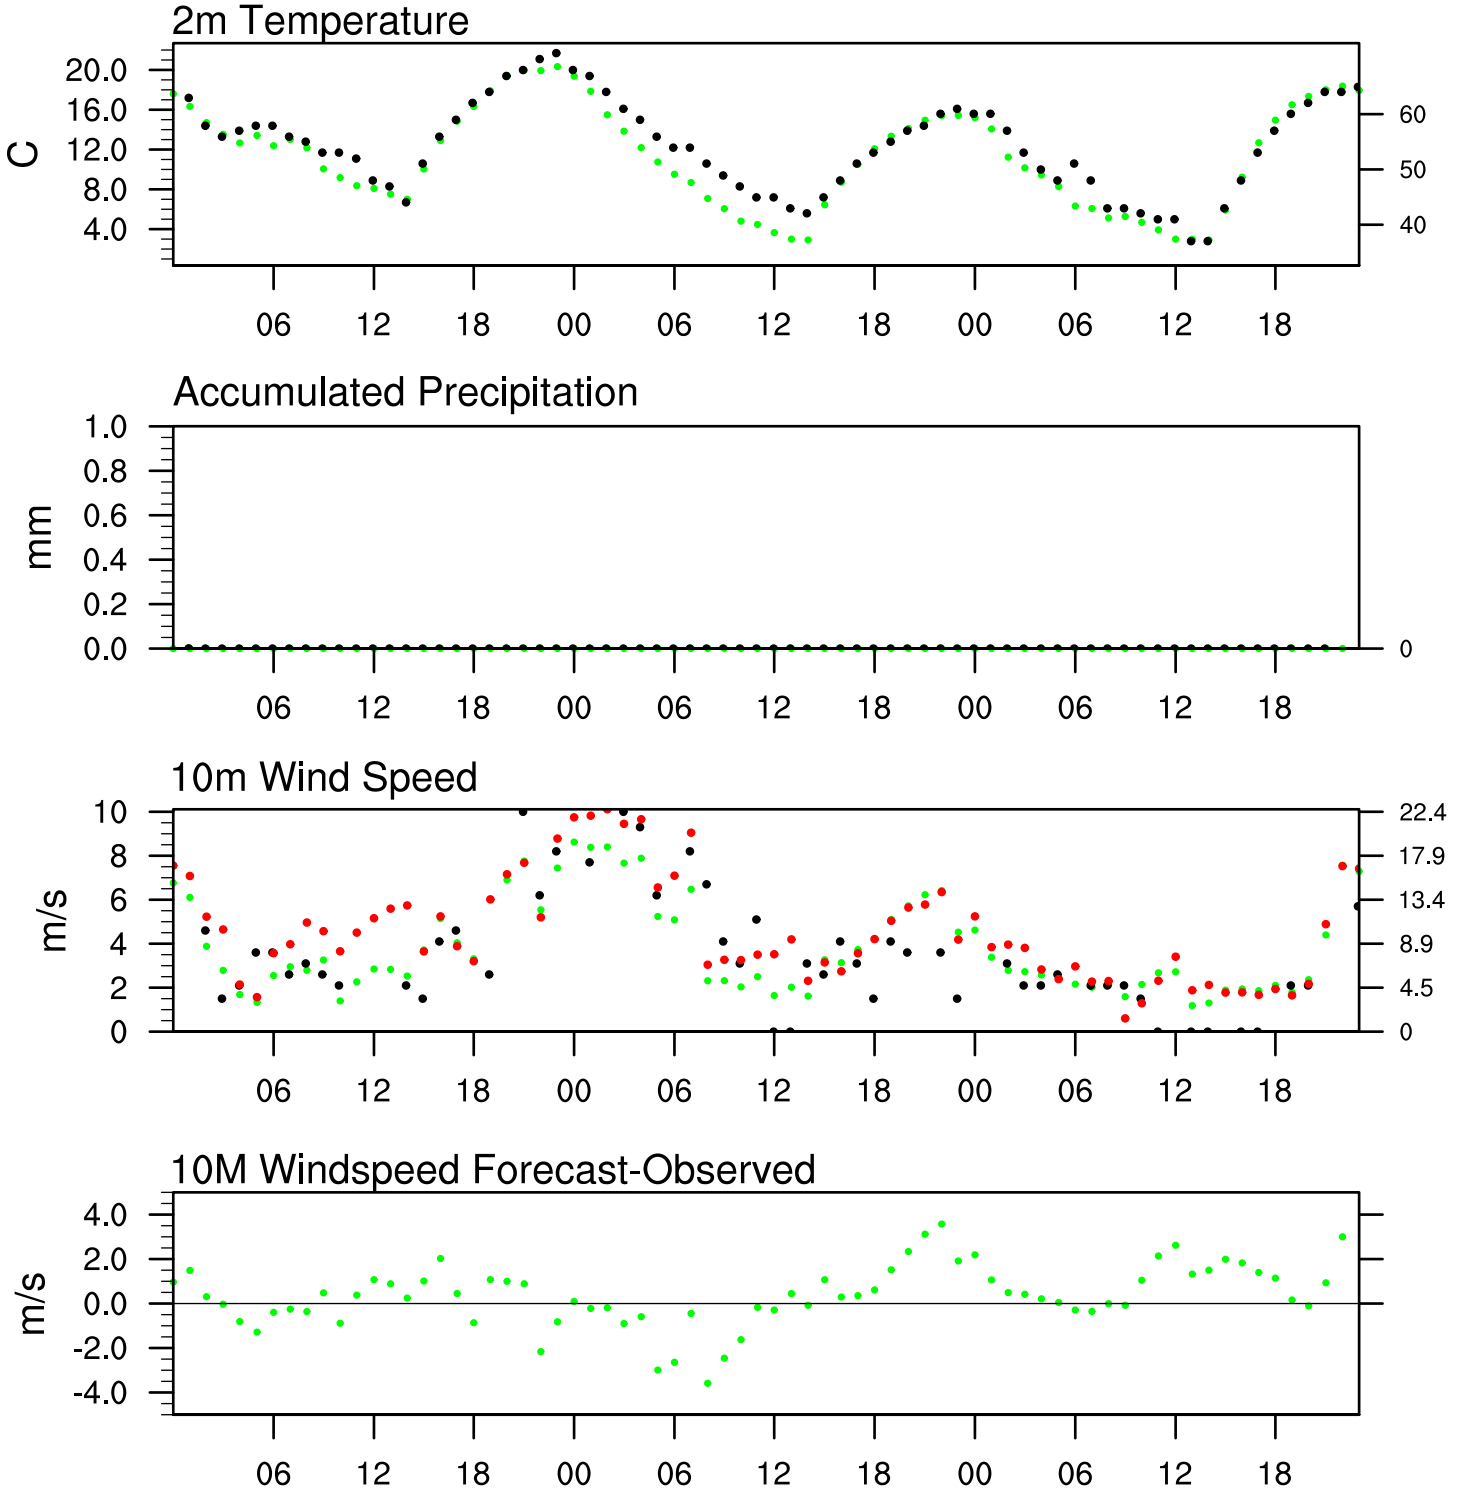 2m Temperature
20.0
16.0
12.0
8.0
4.0
C
60
50
40
06 12 18 00 06 12 18 00 06 12 18
Accumulated Precipitation
1.0
0.8
0.6
0.4
0.2
0.0
mm
0
06 12 18 00 06 12 18 00 06 12 18
10m Wind Speed
10
8
6
4
2
0
m/s
22.4
17.9
13.4
8.9
4.5
0
06 12 18 00 06 12 18 00 06 12 18
10M Windspeed Forecast-Observed
4.0
2.0
0.0
-2.0
-4.0
m/s
06 12 18 00 06 12 18 00 06 12 18